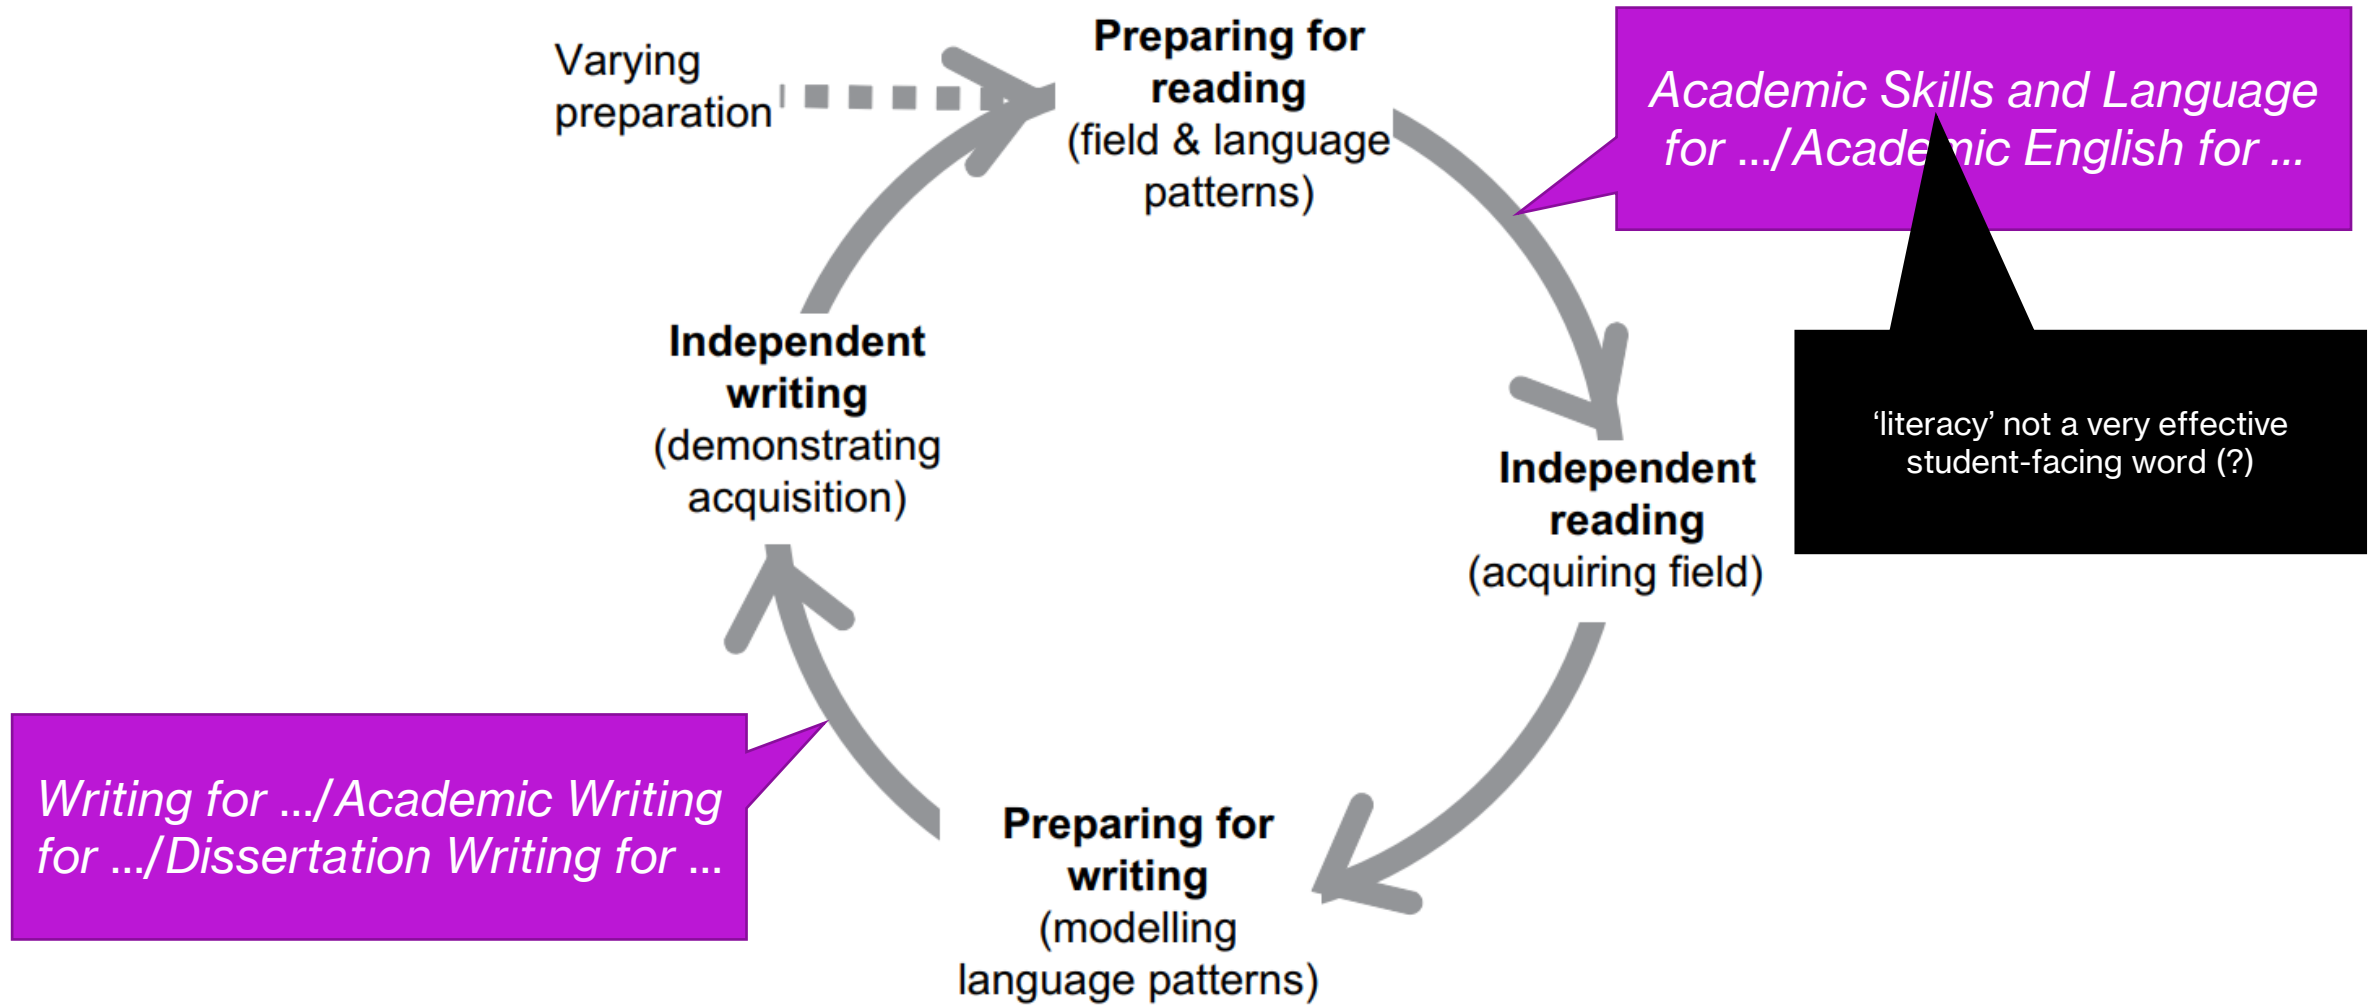 Varying
preparation
Preparing for
reading
(field & language
patterns)
Academic Skills and Language
for .../Academic English for ...
'literacy' not a very effective
student-facing word (?)
Independent
reading
(acquiring field)
Preparing for
writing
(modelling
language patterns)
Writing for .../Academic Writing
for .../Dissertation Writing for ...
Independent
writing
(demonstrating
acquisition)